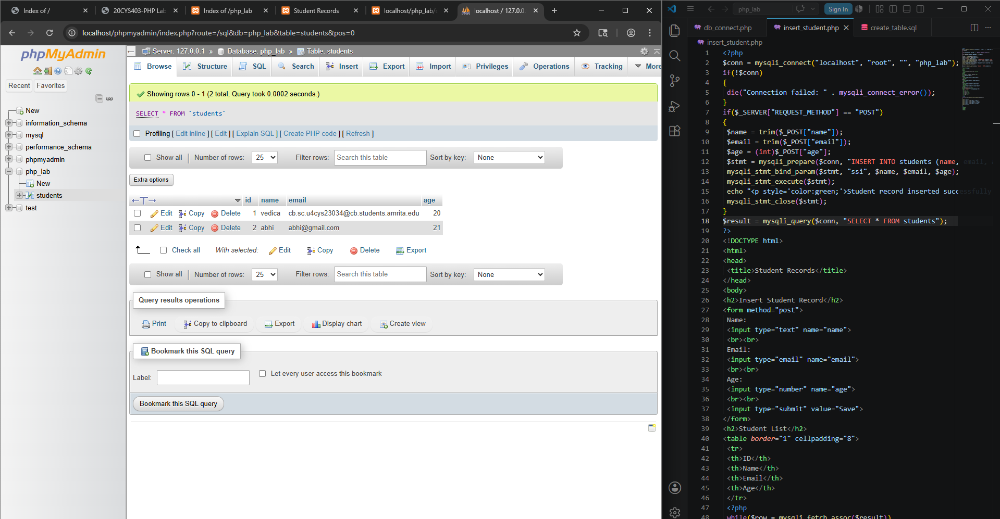 Index of /
20CYS403-PHP Lab
Index of /php_lab
Student Records
localhost/php_lab/
localhost / 127.0.0.
localhost/phpmyadmin/index.php?route=/sql&db=php_lab&table=students&pos=0
phpMyAdmin
Recent
Favorites
New
information_schema
mysql
performance_schema
phpmyadmin
php_lab
New
students
test
Server: 127.0.0.1 » Database: php_lab » Table: students
Browse
Structure
SQL
Search
Insert
Export
Import
Privileges
Operations
Tracking
More
Showing rows 0 - 1 (2 total, Query took 0.0002 seconds.)
SELECT * FROM `students`
Profiling [ Edit inline ] [ Edit ] [ Explain SQL ] [ Create PHP code ] [ Refresh ]
Show all | Number of rows: 25 Filter rows: Search this table Sort by key: None
Extra options
←T→ id name email age
Edit Copy Delete 1 vedica cb.sc.u4cys23034@cb.students.amrita.edu 20
Edit Copy Delete 2 abhi abhi@gmail.com 21
Check all With selected: Edit Copy Delete Export
Show all | Number of rows: 25 Filter rows: Search this table Sort by key: None
Query results operations
Print Copy to clipboard Export Display chart Create view
Bookmark this SQL query
Label: Let every user access this bookmark
Bookmark this SQL query
php_lab
Sign In
db_connect.php
insert_student.php
create_table.sql
insert_student.php
1 <?php
2 $conn = mysqli_connect("localhost", "root", "", "php_lab");
3 if(!$conn)
4 {
5 die("Connection failed: " . mysqli_connect_error());
6 }
7 if($_SERVER["REQUEST_METHOD"] == "POST")
8 {
9 $name = trim($_POST["name"]);
10 $email = trim($_POST["email"]);
11 $age = (int)$_POST["age"];
12 $stmt = mysqli_prepare($conn, "INSERT INTO students (name, email,
13 mysqli_stmt_bind_param($stmt, "ssi", $name, $email, $age);
14 mysqli_stmt_execute($stmt);
15 echo "<p style='color:green;'>Student record inserted successfully
16 mysqli_stmt_close($stmt);
17 }
18 $result = mysqli_query($conn, "SELECT * FROM students");
19 ?>
20 <!DOCTYPE html>
21 <html>
22 <head>
23 <title>Student Records</title>
24 </head>
25 <body>
26 <h2>Insert Student Record</h2>
27 <form method="post">
28 Name:
29 <input type="text" name="name">
30 <br><br>
31 Email:
32 <input type="email" name="email">
33 <br><br>
34 Age:
35 <input type="number" name="age">
36 <br><br>
37 <input type="submit" value="Save">
38 </form>
39 <h2>Student List</h2>
40 <table border="1" cellpadding="8">
41 <tr>
42 <th>ID</th>
43 <th>Name</th>
44 <th>Email</th>
45 <th>Age</th>
46 </tr>
47 <?php
48 while($row = mysqli_fetch_assoc($result))